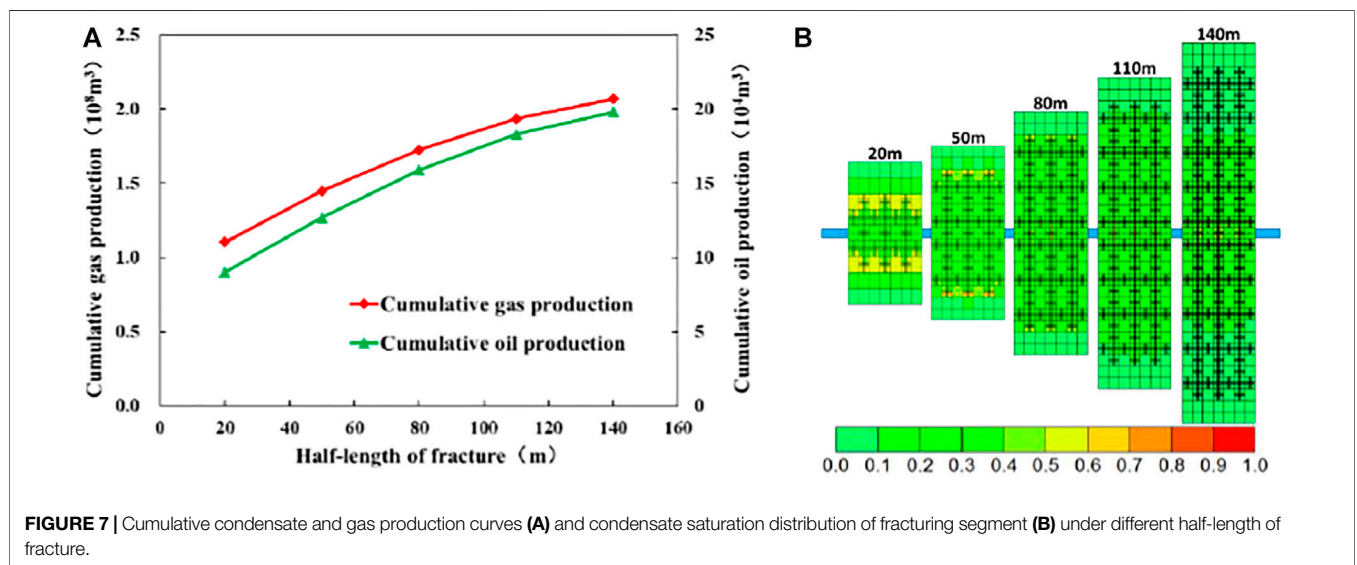 A
Cumulative gas production (10⁸m³)
2.5
2.0
1.5
1.0
0.5
0.0
0 20 40 60 80 100 120 140 160
Half-length of fracture (m)
Cumulative gas production
Cumulative oil production
25
20
15
10
5
0
Cumulative oil production (10⁴m³)
B
20m
50m
80m
110m
140m
0.0 0.1 0.2 0.3 0.4 0.5 0.6 0.7 0.8 0.9 1.0
FIGURE 7 | Cumulative condensate and gas production curves (A) and condensate saturation distribution of fracturing segment (B) under different half-length of
fracture.